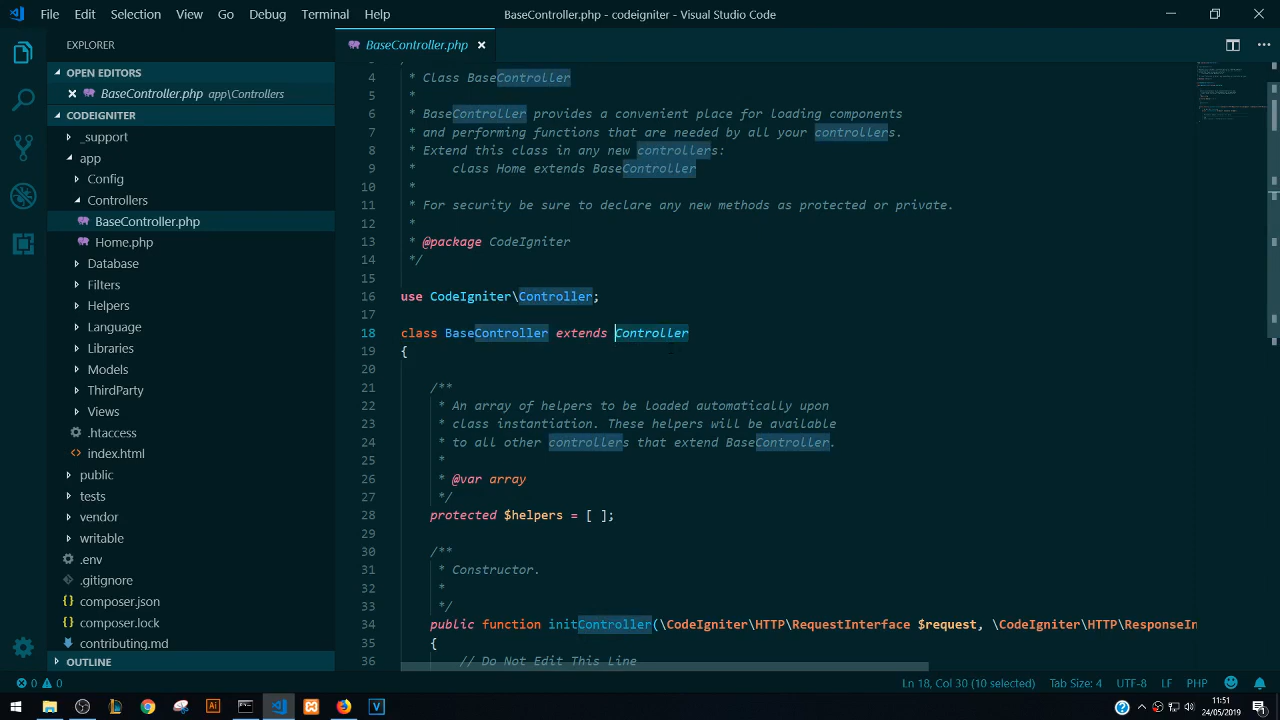 File Edit Selection View Go Debug Terminal Help
BaseController.php - codeigniter - Visual Studio Code
EXPLORER
OPEN EDITORS
BaseController.php app\Controllers
CODEIGNITER
_support
app
Config
Controllers
BaseController.php
Home.php
Database
Filters
Helpers
Language
Libraries
Models
ThirdParty
Views
.htaccess
index.html
public
tests
vendor
writable
.env
.gitignore
composer.json
composer.lock
contributing.md
OUTLINE
BaseController.php
4 * Class BaseController
5 *
6 * BaseController provides a convenient place for loading components
7 * and performing functions that are needed by all your controllers.
8 * Extend this class in any new controllers:
9 *     class Home extends BaseController
10 *
11 * For security be sure to declare any new methods as protected or private.
12 *
13 * @package CodeIgniter
14 */
15
16 use CodeIgniter\Controller;
17
18 class BaseController extends Controller
19 {
20
21 /**
22 * An array of helpers to be loaded automatically upon
23 * class instantiation. These helpers will be available
24 * to all other controllers that extend BaseController.
25 *
26 * @var array
27 */
28 protected $helpers = [ ];
29
30 /**
31 * Constructor.
32 *
33 */
34 public function initController(\CodeIgniter\HTTP\RequestInterface $request, \CodeIgniter\HTTP\ResponseIn
35 {
36 // Do Not Edit This Line
0 0
Ln 18, Col 30 (10 selected) Tab Size: 4 UTF-8 LF PHP
Ai
V
11:51
24/05/2019